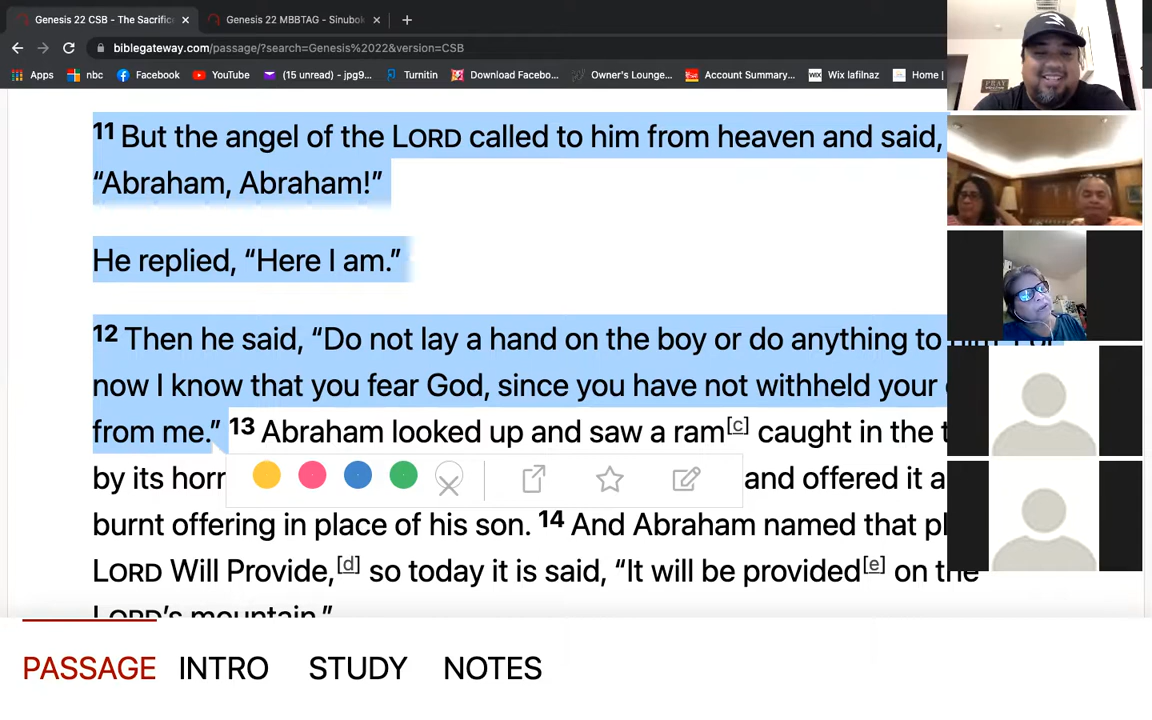 Genesis 22 CSB - The Sacrific
Genesis 22 MBBTAG - Sinubo
biblegateway.com/passage/?search=Genesis%2022&version=CSB
Apps nbc Facebook YouTube (15 unread) - jpg9... Turnitin Download Facebo... Owner's Lounge... Account Summary... WIX Wix lafilnaz Home |
PRAY
11 But the angel of the LORD called to him from heaven and said,
“Abraham, Abraham!”
He replied, “Here I am.”
12 Then he said, “Do not lay a hand on the boy or do anything to
now I know that you fear God, since you have not withheld your
from me.” 13 Abraham looked up and saw a ram[c] caught in the
by its horn and offered it a
burnt offering in place of his son. 14 And Abraham named that pl
LORD Will Provide,[d] so today it is said, “It will be provided[e] on the
LORD’s mountain.”
PASSAGE INTRO STUDY NOTES